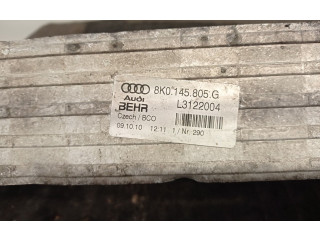 8K0.145.805.G
Audi
BEHR
L3122004
Czech / BCO
09.10.10 12:11 1 / Nr. 290